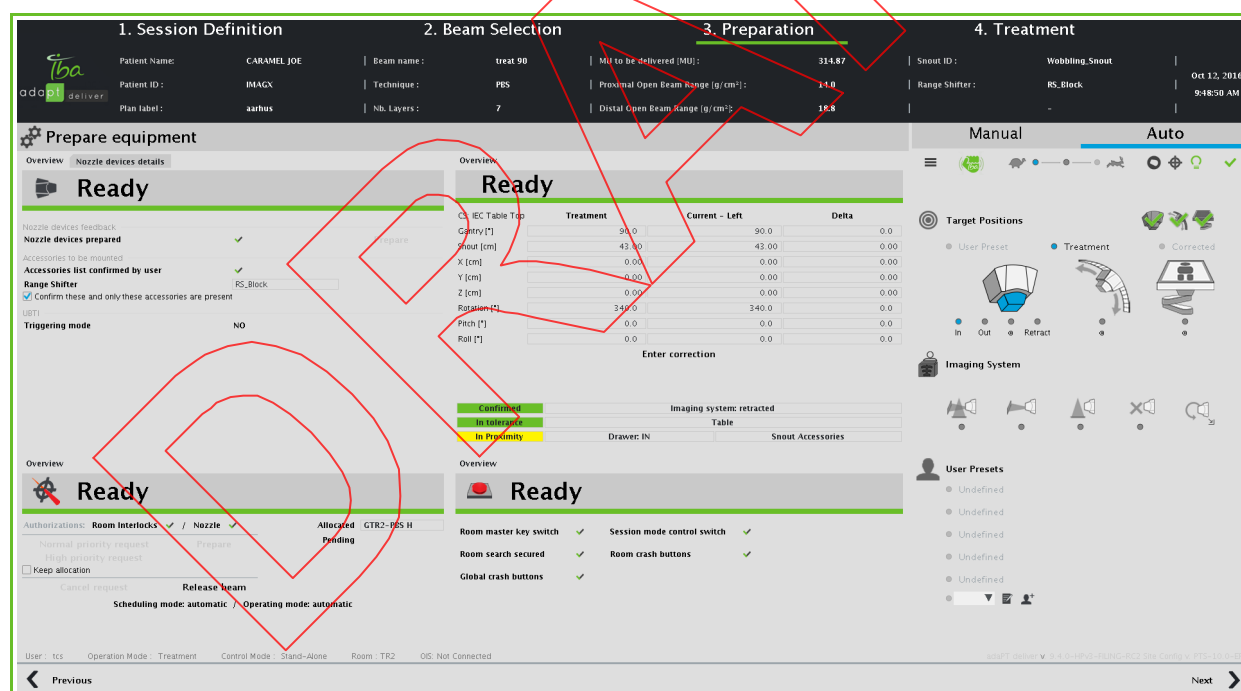 1. Session Definition 2. Beam Selection 3. Preparation 4. Treatment
iba
adapt deliver
Patient Name: CARAMEL JOE | Beam name : treat 90 | MU to be delivered [MU] : 314.87 | Snout ID : Wobbling_Snout |
Patient ID : IMAGX | Technique : PBS | Proximal Open Beam Range [g/cm²] : 14.0 | Range Shifter : RS_Block | Oct 12, 2016
Plan label : aarhus | Nb. Layers : 7 | Distal Open Beam Range [g/cm²]: 18.8 | - | 9:48:50 AM
Prepare equipment Manual Auto
Overview Nozzle devices details
Ready
Nozzle devices feedback
Nozzle devices prepared Prepare
Accessories to be mounted
Accessories list confirmed by user
Range Shifter RS_Block
Confirm these and only these accessories are present
UBTI
Triggering mode NO
Overview
Ready
CS: IEC Table Top Treatment Current - Left Delta
Gantry [°] 90.0 90.0 0.0
Snout [cm] 43.00 43.00 0.0
X [cm] 0.00 0.00 0.00
Y [cm] 0.00 0.00 0.00
Z [cm] 0.00 0.00 0.00
Rotation [°] 340.0 340.0 0.0
Pitch [°] 0.0 0.0 0.0
Roll [°] 0.0 0.0 0.0
Enter correction
Confirmed Imaging system: retracted
In tolerance Table
In Proximity Drawer: IN Snout Accessories
Target Positions
User Preset Treatment Corrected
In Out Retract
Imaging System
User Presets
Undefined
Undefined
Undefined
Undefined
Undefined
Overview
Ready
Authorizations: Room Interlocks / Nozzle Allocated GTR2-PBS H
Normal priority request Prepare Pending
High priority request
Keep allocation
Cancel request Release beam
Scheduling mode: automatic / Operating mode: automatic
Overview
Ready
Room master key switch Session mode control switch
Room search secured Room crash buttons
Global crash buttons
User : tcs Operation Mode : Treatment Control Mode : Stand-Alone Room : TR2 OIS: Not Connected
Previous Next